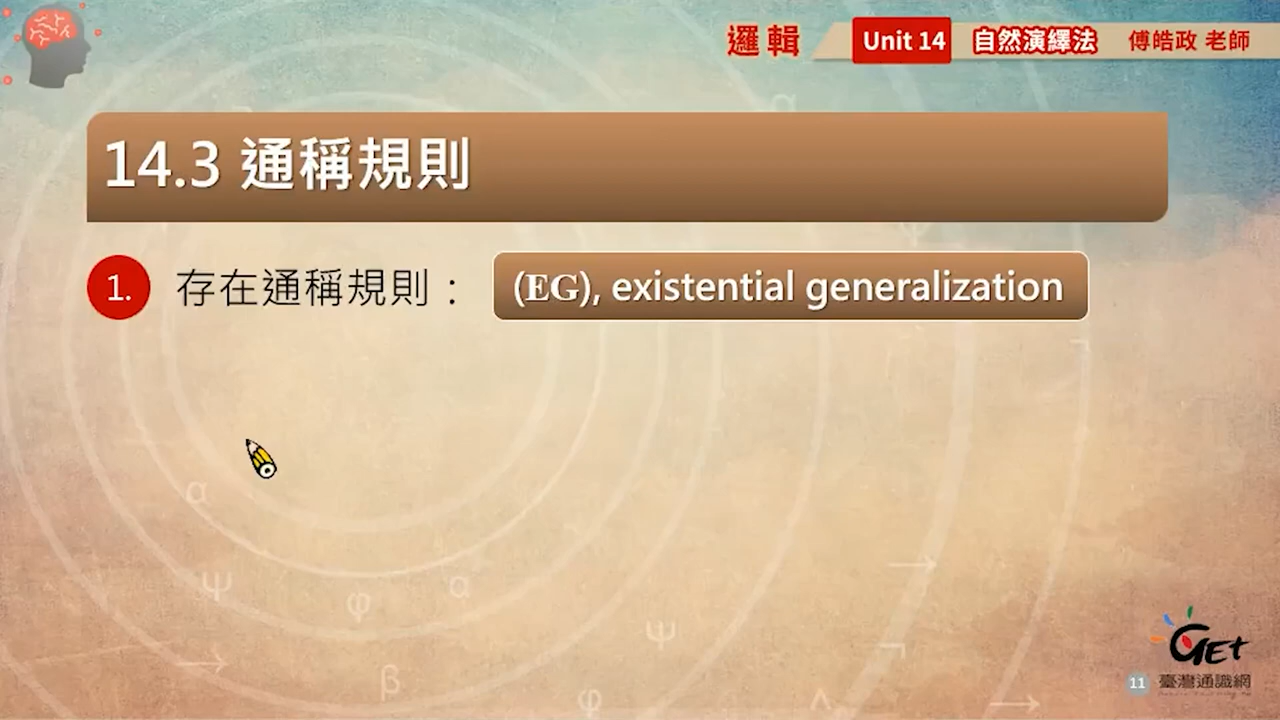 邏輯 Unit 14 自然演繹法 傅皓政 老師
14.3 通稱規則
1. 存在通稱規則： (EG), existential generalization
GET
11 臺灣通識網